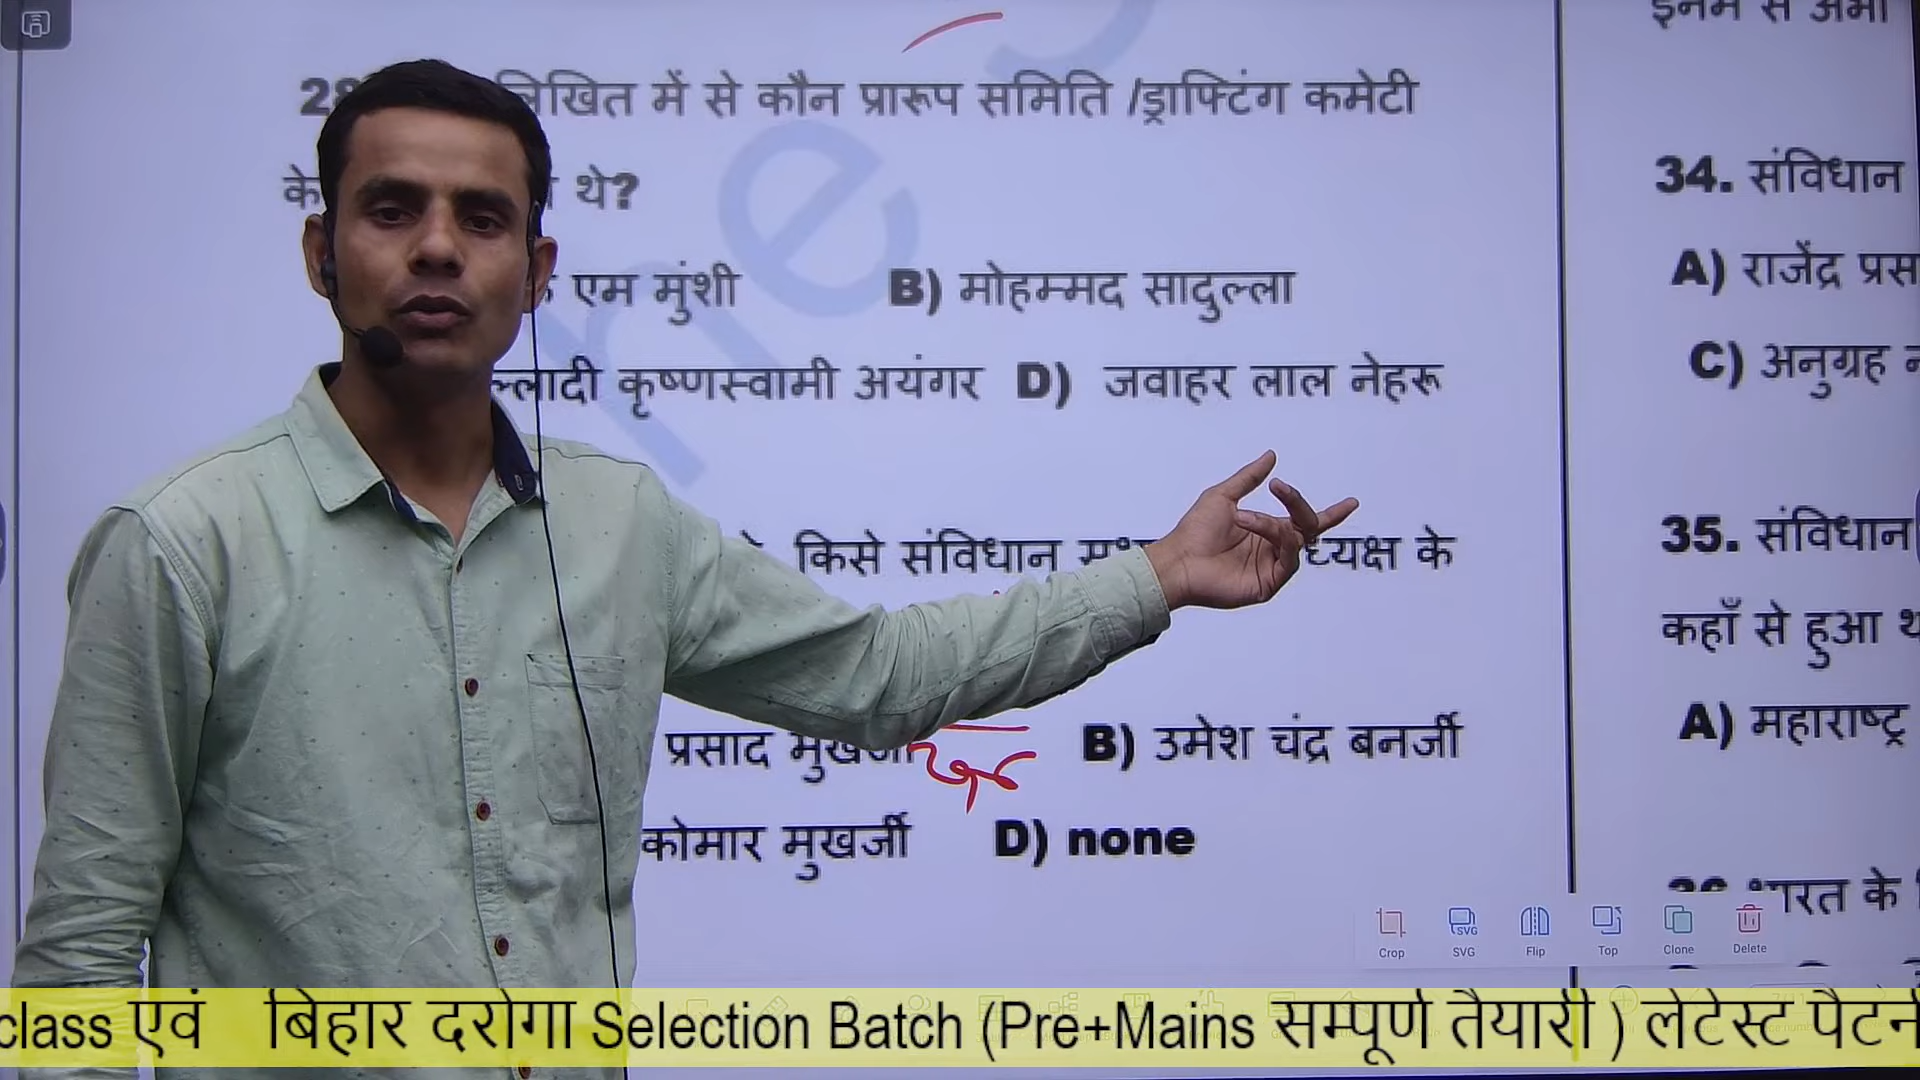 लिखित में से कौन प्रारूप समिति /ड्राफ्टिंग कमेटी
के थे?
एम मुंशी B) मोहम्मद सादुल्ला
ल्लादी कृष्णस्वामी अयंगर D) जवाहर लाल नेहरू
किसे संविधान ध्यक्ष के
प्रसाद मुखर्जी B) उमेश चंद्र बनर्जी
कोमार मुखर्जी D) none
इनमें से
34. संविधान
A) राजेंद्र प्रस
C) अनुग्रह न
35. संविधान
कहाँ से हुआ थ
A) महाराष्ट्र
भारत के
Crop SVG Flip Top Clone Delete
class एवं बिहार दरोगा Selection Batch (Pre+Mains सम्पूर्ण तैयारी ) लेटेस्ट पैटर्न